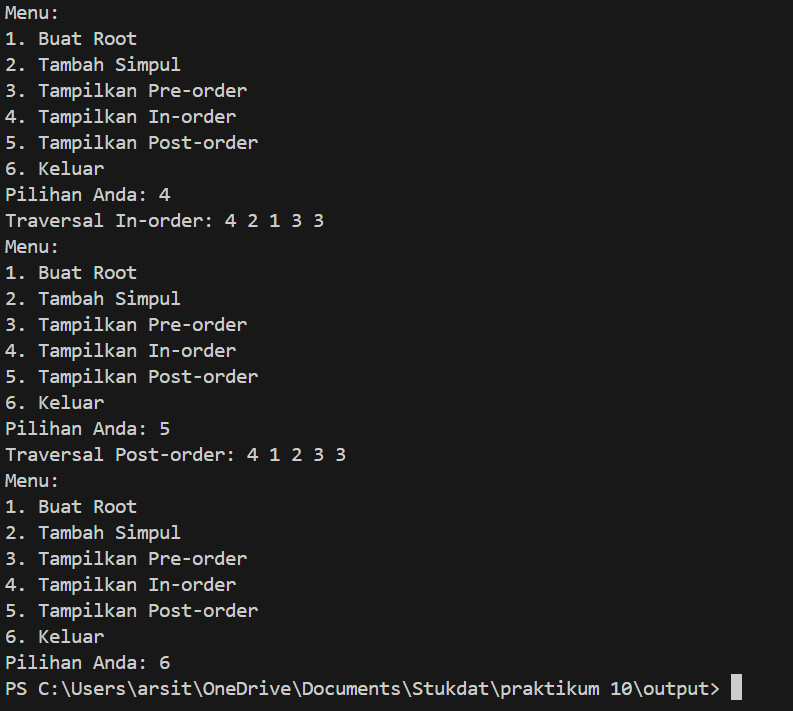 Menu:
1. Buat Root
2. Tambah Simpul
3. Tampilkan Pre-order
4. Tampilkan In-order
5. Tampilkan Post-order
6. Keluar
Pilihan Anda: 4
Traversal In-order: 4 2 1 3 3
Menu:
1. Buat Root
2. Tambah Simpul
3. Tampilkan Pre-order
4. Tampilkan In-order
5. Tampilkan Post-order
6. Keluar
Pilihan Anda: 5
Traversal Post-order: 4 1 2 3 3
Menu:
1. Buat Root
2. Tambah Simpul
3. Tampilkan Pre-order
4. Tampilkan In-order
5. Tampilkan Post-order
6. Keluar
Pilihan Anda: 6
PS C:\Users\arsit\OneDrive\Documents\Stukdat\praktikum 10\output>